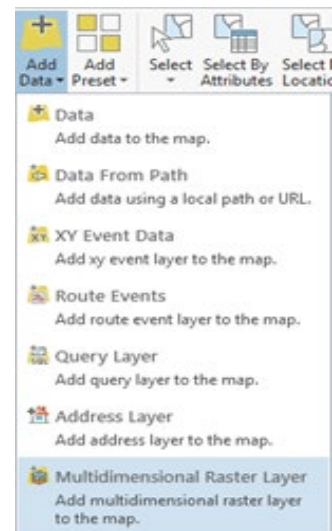 Add Data
Add Preset
Select
Select By Attributes
Select
Locatio
Data
Add data to the map.
Data From Path
Add data using a local path or URL.
XY Event Data
Add xy event layer to the map.
Route Events
Add route event layer to the map.
Query Layer
Add query layer to the map.
Address Layer
Add address layer to the map.
Multidimensional Raster Layer
Add multidimensional raster layer
to the map.